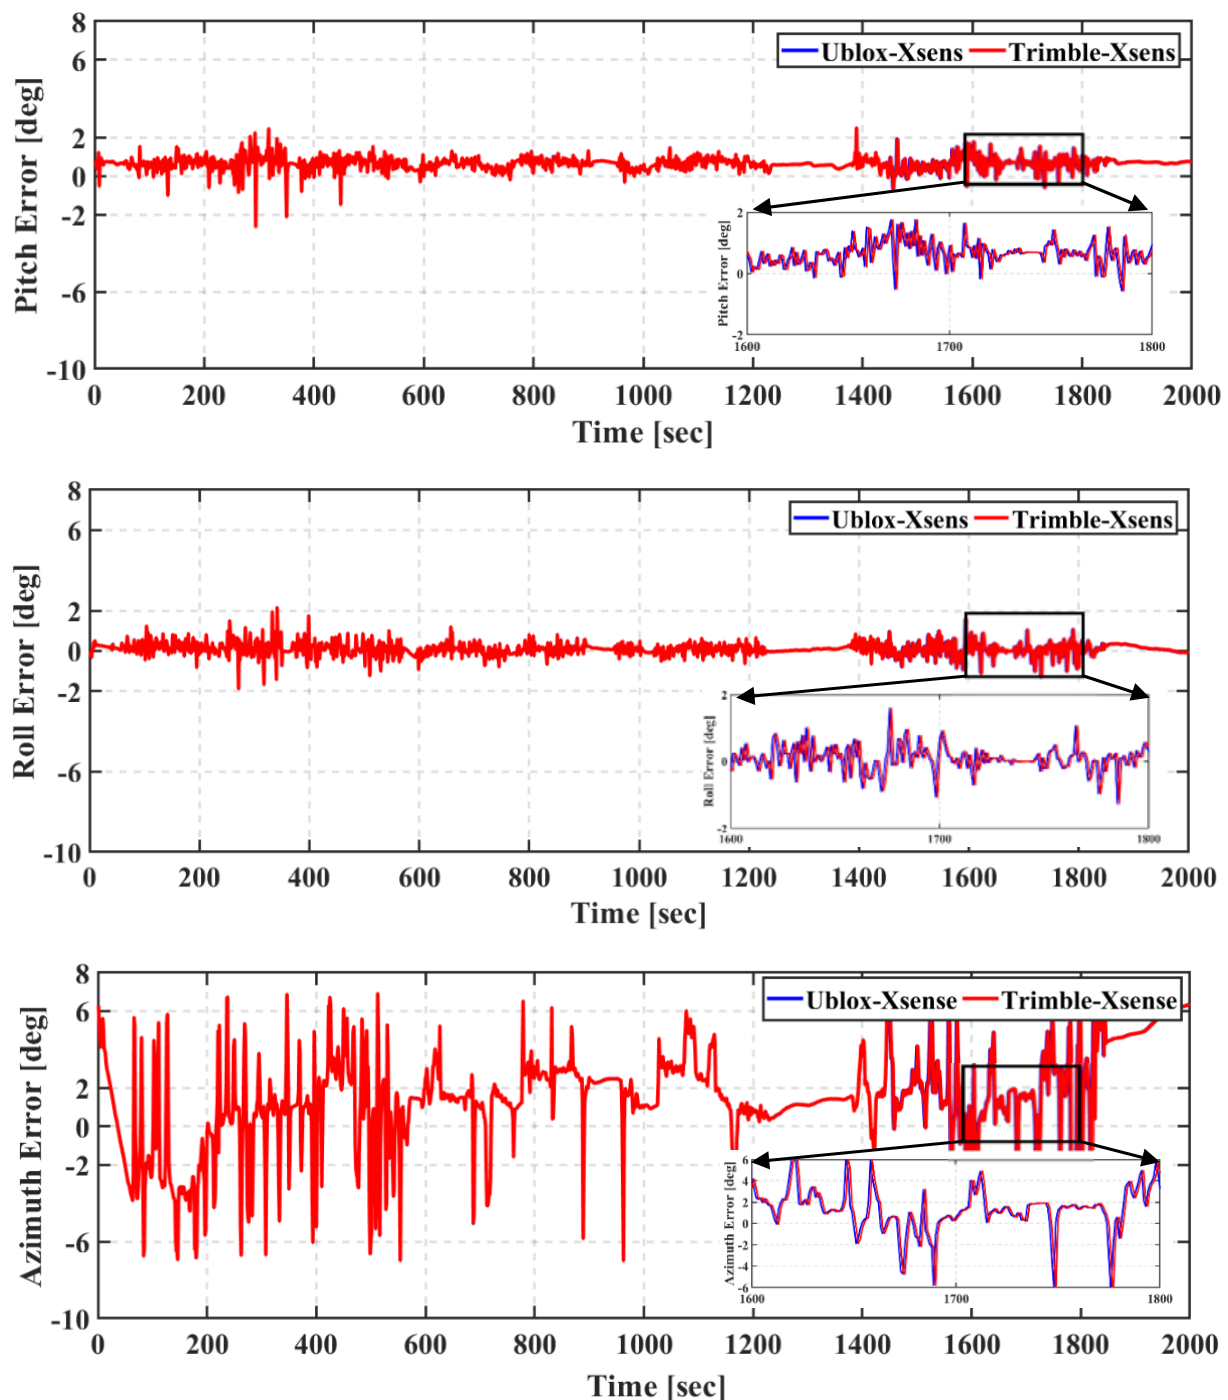 8
6
2
0
-2
-6
-10
Pitch Error [deg]
Ublox-Xsens Trimble-Xsens
2
0
-2
Pitch Error [deg]
1600 1700 1800
0 200 400 600 800 1000 1200 1400 1600 1800 2000
Time [sec]
8
6
2
0
-2
-6
-10
Roll Error [deg]
Ublox-Xsens Trimble-Xsens
2
0
-2
Roll Error [deg]
1600 1700 1800
0 200 400 600 800 1000 1200 1400 1600 1800 2000
Time [sec]
8
6
2
0
-2
-6
-10
Azimuth Error [deg]
Ublox-Xsense Trimble-Xsense
6
4
2
0
-2
-4
-6
Azimuth Error [deg]
1600 1700 1800
0 200 400 600 800 1000 1200 1400 1600 1800 2000
Time [sec]